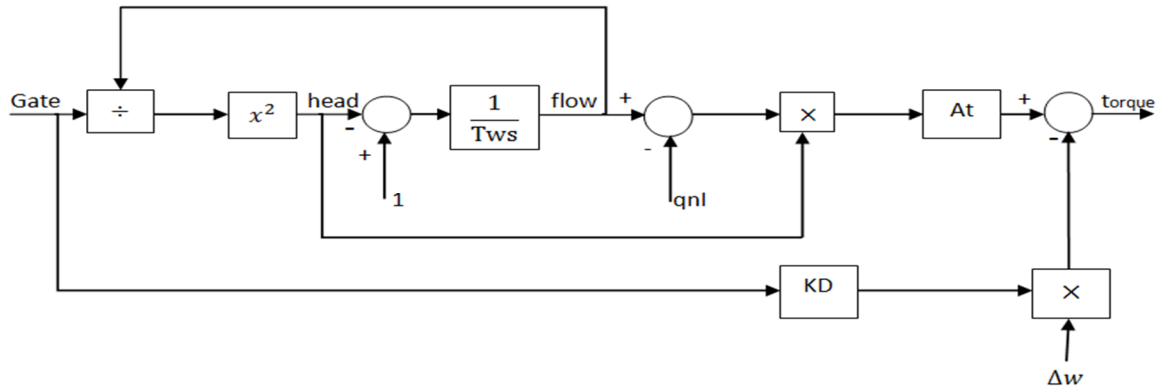 Gate
÷
x²
head
-
+
1
1
Tws
flow
+
-
qnl
×
At
+
-
torque
KD
×
Δw